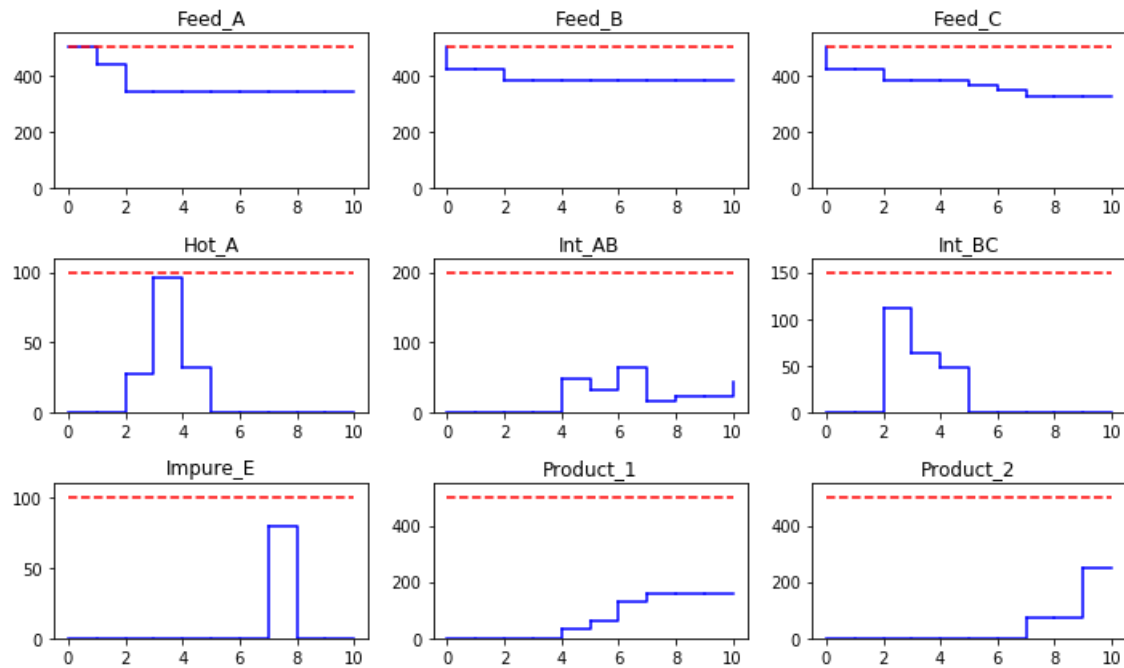 Feed_A Feed_B Feed_C
400 400 400
200 200 200
0 0 0
0 2 4 6 8 10 0 2 4 6 8 10 0 2 4 6 8 10
Hot_A Int_AB Int_BC
100 200 150
100
50 100
50
0 0 0
0 2 4 6 8 10 0 2 4 6 8 10 0 2 4 6 8 10
Impure_E Product_1 Product_2
100
400 400
50
200 200
0 0 0
0 2 4 6 8 10 0 2 4 6 8 10 0 2 4 6 8 10